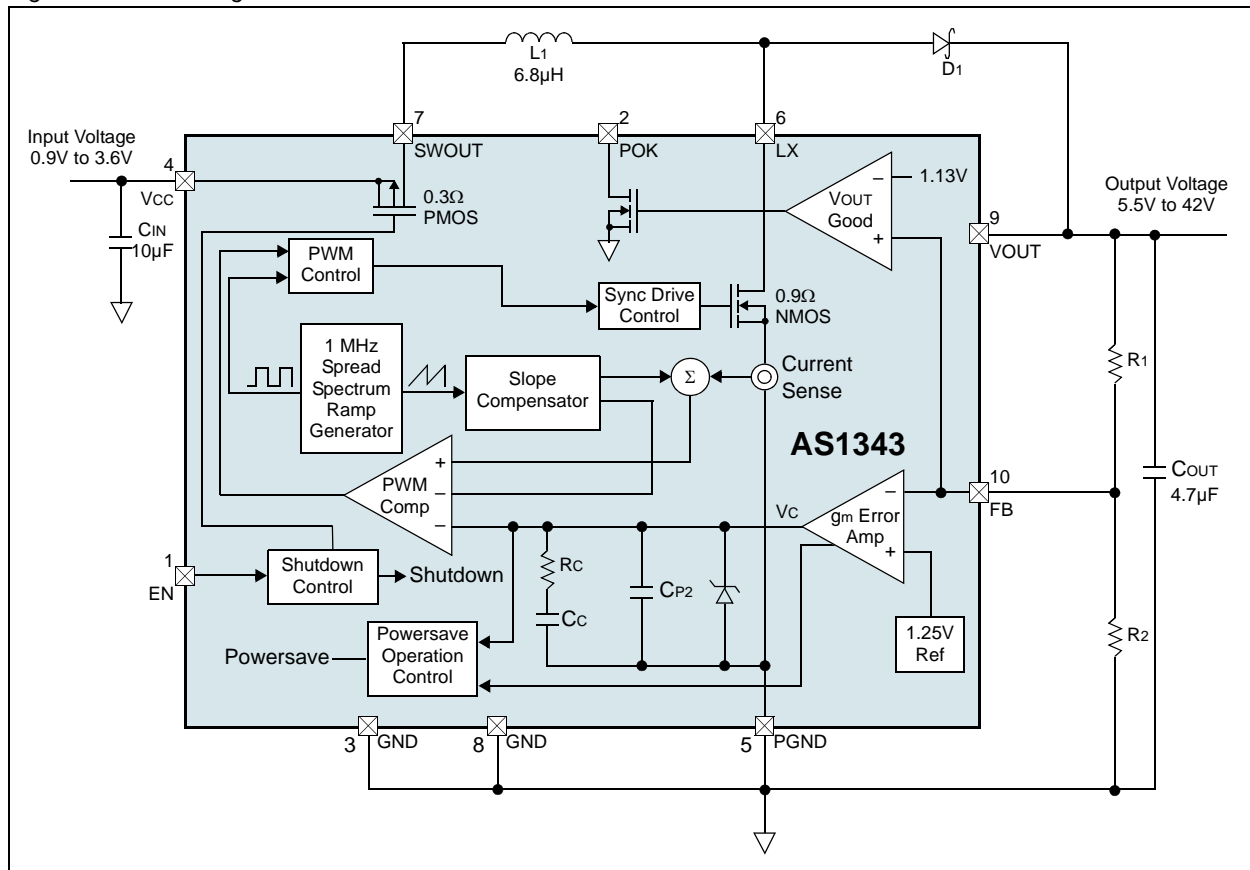 L1
6.8µH
D1
7
2
6
SWOUT
POK
LX
Input Voltage
0.9V to 3.6V
4
VCC
CIN
10µF
0.3Ω
PMOS
1.13V
VOUT
Good
−
+
Output Voltage
5.5V to 42V
9
VOUT
PWM
Control
Sync Drive
Control
0.9Ω
NMOS
1 MHz
Spread
Spectrum
Ramp
Generator
Slope
Compensator
Σ
Current
Sense
R1
AS1343
PWM
Comp
+
−
−
VC
gm Error
Amp
−
+
10
FB
COUT
4.7µF
1
EN
Shutdown
Control
Shutdown
RC
CC
CP2
1.25V
Ref
R2
Powersave
Powersave
Operation
Control
3
GND
8
GND
5
PGND